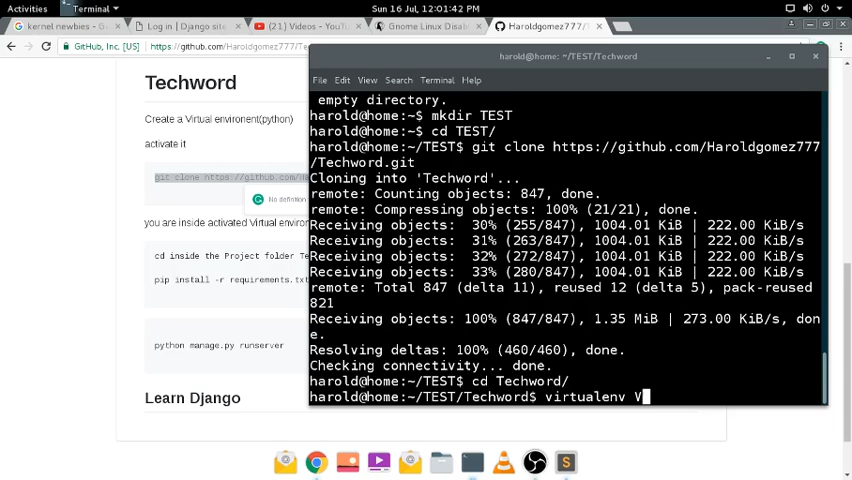 Activities
Terminal
Sun 16 Jul, 12:01:42
kernel newbies -
Log in | Django site
(21) Videos - YouTu
Gnome Linux Disab
Haroldgomez777/
GitHub, Inc. [US]
https://github.com/Haroldgomez777/Te
harold@home: ~/TEST/Techword
File Edit View Search Terminal Help
empty directory.
harold@home:~$ mkdir TEST
harold@home:~$ cd TEST/
harold@home:~/TEST$ git clone https://github.com/Haroldgomez777
/Techword.git
Cloning into 'Techword'...
remote: Counting objects: 847, done.
remote: Compressing objects: 100% (21/21), done.
Receiving objects:  30% (255/847), 1004.01 KiB | 222.00 KiB/s
Receiving objects:  31% (263/847), 1004.01 KiB | 222.00 KiB/s
Receiving objects:  32% (272/847), 1004.01 KiB | 222.00 KiB/s
Receiving objects:  33% (280/847), 1004.01 KiB | 222.00 KiB/s
remote: Total 847 (delta 11), reused 12 (delta 5), pack-reused
821
Receiving objects: 100% (847/847), 1.35 MiB | 273.00 KiB/s, don
e.
Resolving deltas: 100% (460/460), done.
Checking connectivity... done.
harold@home:~/TEST$ cd Techword/
harold@home:~/TEST/Techword$ virtualenv V
Techword
Create a Virtual environent(python)
activate it
git clone https://github.com/Ha
No definition
you are inside activated Virtual environ
cd inside the Project folder Te
pip install -r requirements.txt
python manage.py runserver
Learn Django